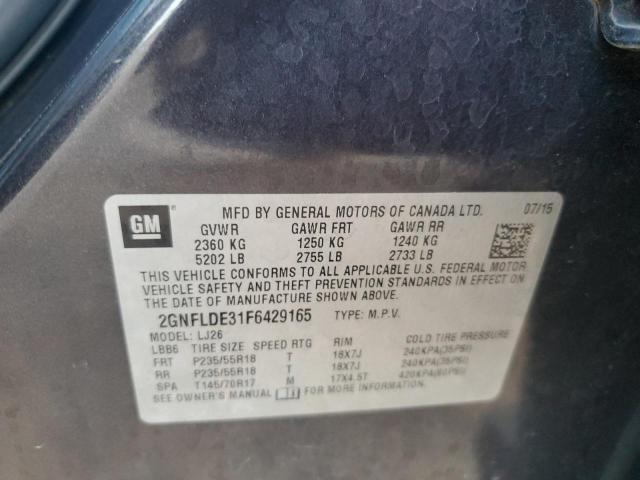 GM
MFD BY GENERAL MOTORS OF CANADA LTD. 07/15
GVWR GAWR FRT GAWR RR
2360 KG 1250 KG 1240 KG
5202 LB 2755 LB 2733 LB
THIS VEHICLE CONFORMS TO ALL APPLICABLE U.S. FEDERAL MOTOR
VEHICLE SAFETY AND THEFT PREVENTION STANDARDS IN EFFECT ON
THE DATE OF MANUFACTURE SHOWN ABOVE.
2GNFLDE31F6429165 TYPE: M.P.V.
MODEL: LJ26
LBB6 TIRE SIZE SPEED RTG RIM COLD TIRE PRESSURE
FRT P235/55R18 T 18X7J 240KPA(35PSI)
RR P235/55R18 T 18X7J 240KPA(35PSI)
SPA T145/70R17 M 17X4.5T 420KPA(60PSI)
SEE OWNER'S MANUAL i FOR MORE INFORMATION.